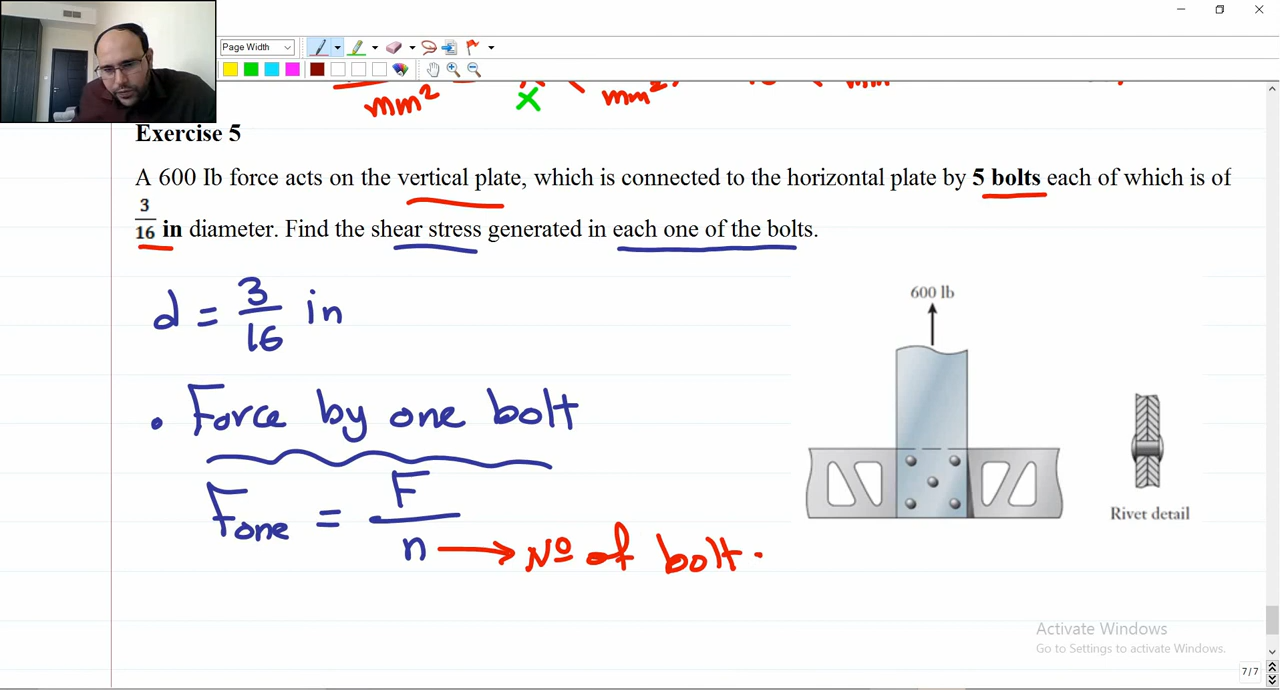 Page Width
mm² X mm²,
Exercise 5
A 600 Ib force acts on the vertical plate, which is connected to the horizontal plate by 5 bolts each of which is of
3/16 in diameter. Find the shear stress generated in each one of the bolts.
d = 3/16 in
600 lb
. Force by one bolt
Fone = F/n → Nº of bolt.
Rivet detail
Activate Windows
Go to Settings to activate Windows.
7/7